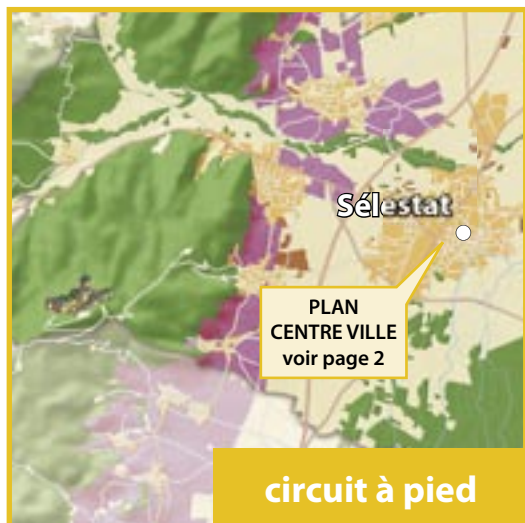 Sélestat
PLAN
CENTRE VILLE
voir page 2
circuit à pied